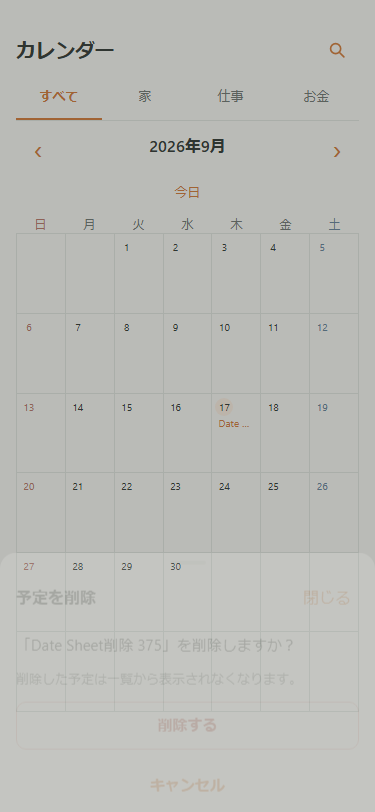 カレンダー
すべて 家 仕事 お金
‹ 2026年9月 ›
今日
日 月 火 水 木 金 土
1 2 3 4 5
6 7 8 9 10 11 12
13 14 15 16 17 18 19
Date ...
20 21 22 23 24 25 26
27 28 29 30
予定を削除 閉じる
「Date Sheet削除 375」を削除しますか？
削除した予定は一覧から表示されなくなります。
削除する
キャンセル